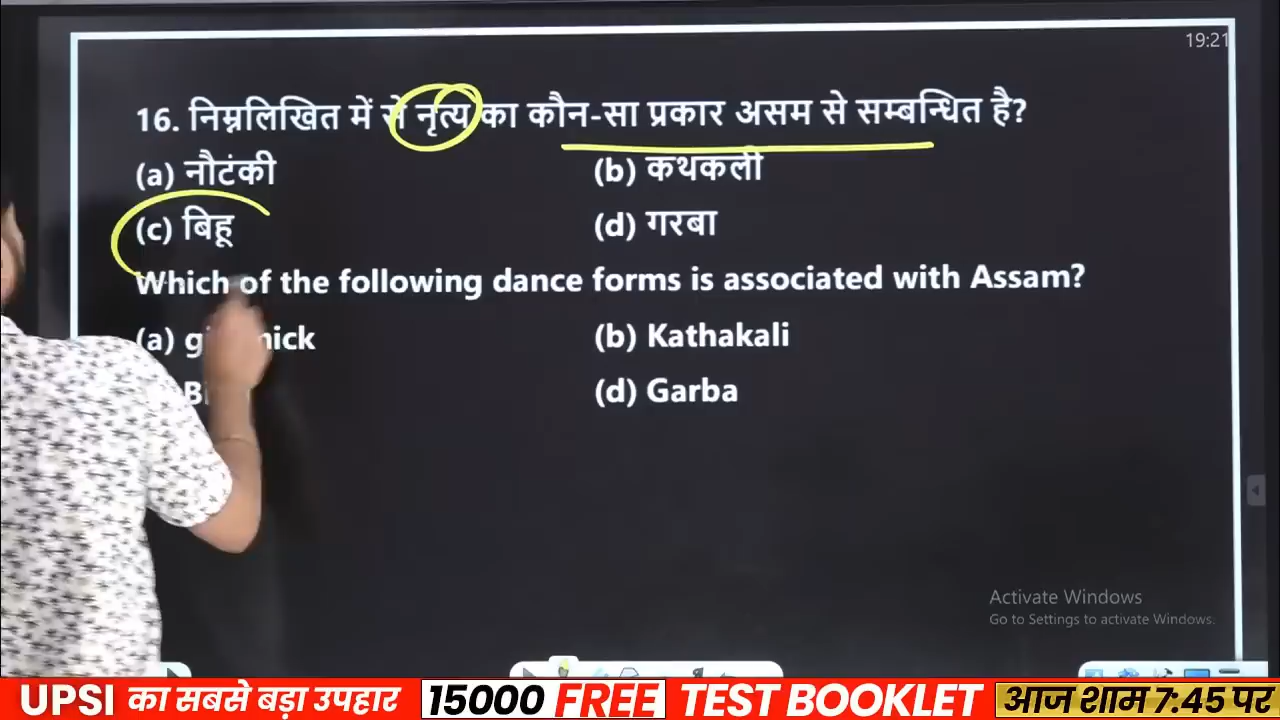 19:21
16. निम्नलिखित में से नृत्य का कौन-सा प्रकार असम से सम्बन्धित है?
(a) नौटंकी (b) कथकली
(c) बिहू (d) गरबा
Which of the following dance forms is associated with Assam?
(a) (b) Kathakali
(d) Garba
Activate Windows
Go to Settings to activate Windows.
UPSI का सबसे बड़ा उपहार 15000 FREE TEST BOOKLET आज शाम 7:45 पर